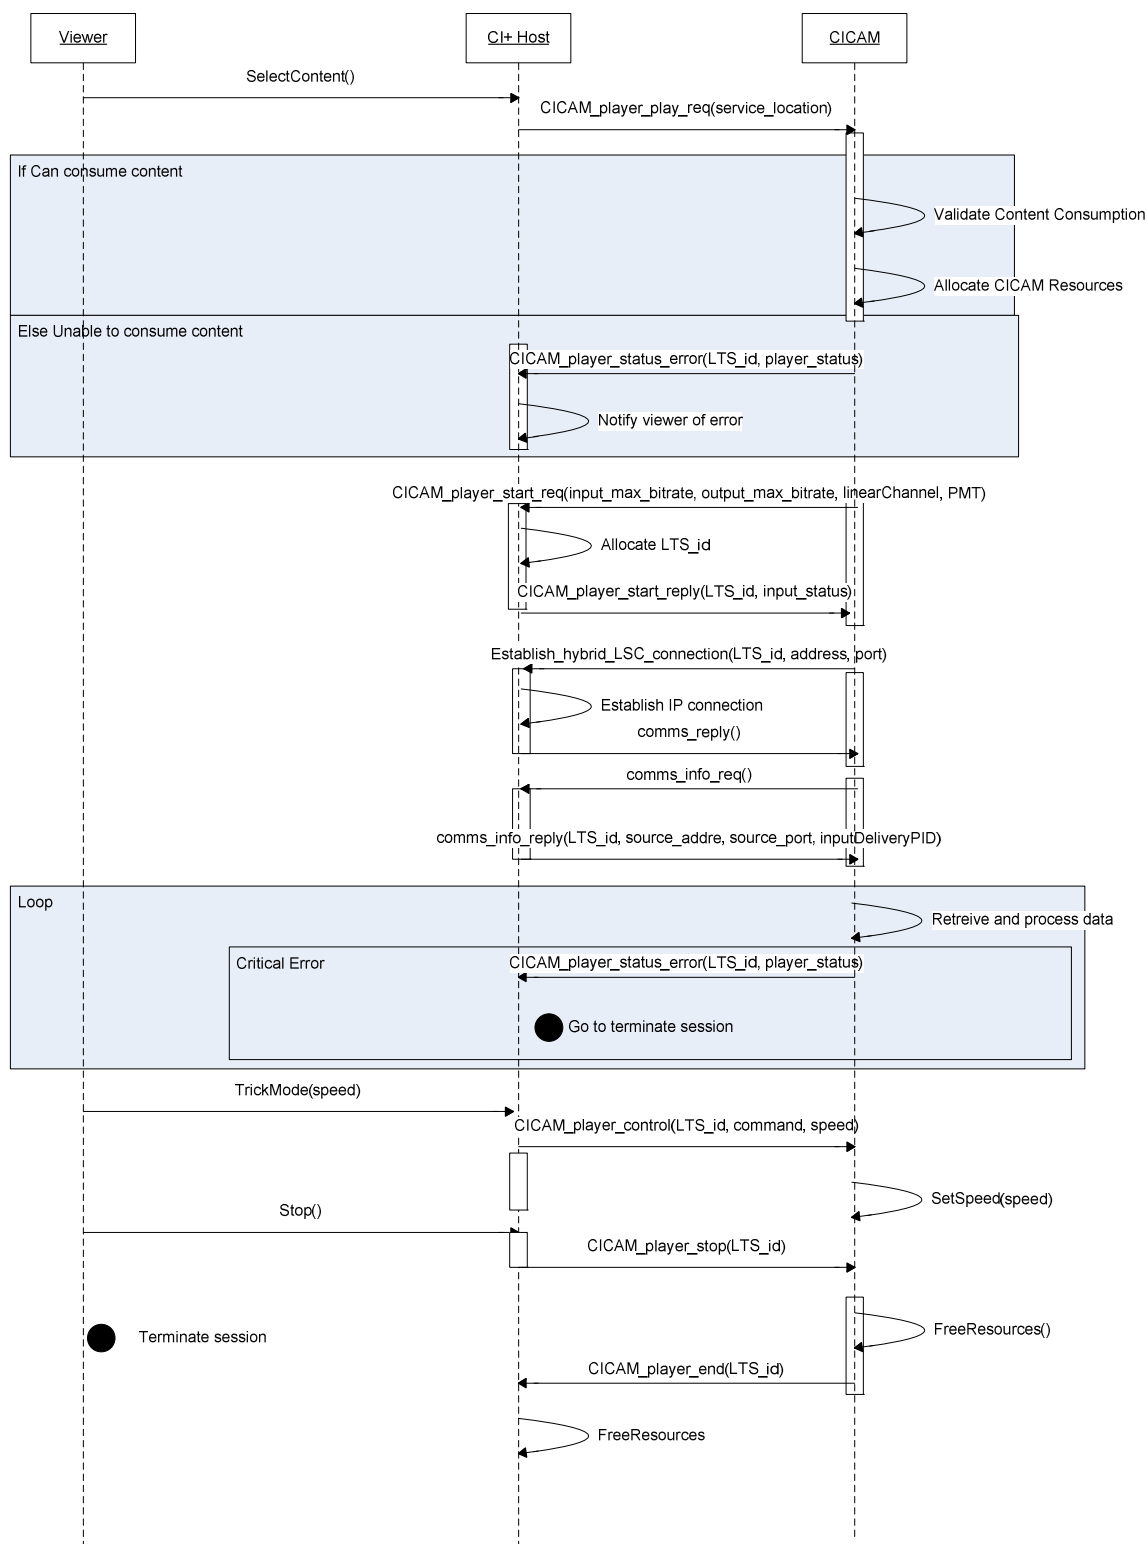 Viewer
CI+ Host
CICAM
SelectContent()
CICAM_player_play_req(service_location)
If Can consume content
Validate Content Consumption
Allocate CICAM Resources
Else Unable to consume content
CICAM_player_status_error(LTS_id, player_status)
Notify viewer of error
CICAM_player_start_req(input_max_bitrate, output_max_bitrate, linearChannel, PMT)
Allocate LTS_id
CICAM_player_start_reply(LTS_id, input_status)
Establish_hybrid_LSC_connection(LTS_id, address, port)
Establish IP connection
comms_reply()
comms_info_req()
comms_info_reply(LTS_id, source_addre, source_port, inputDeliveryPID)
Loop
Retreive and process data
Critical Error
CICAM_player_status_error(LTS_id, player_status)
Go to terminate session
TrickMode(speed)
CICAM_player_control(LTS_id, command, speed)
SetSpeed(speed)
Stop()
CICAM_player_stop(LTS_id)
FreeResources()
Terminate session
CICAM_player_end(LTS_id)
FreeResources